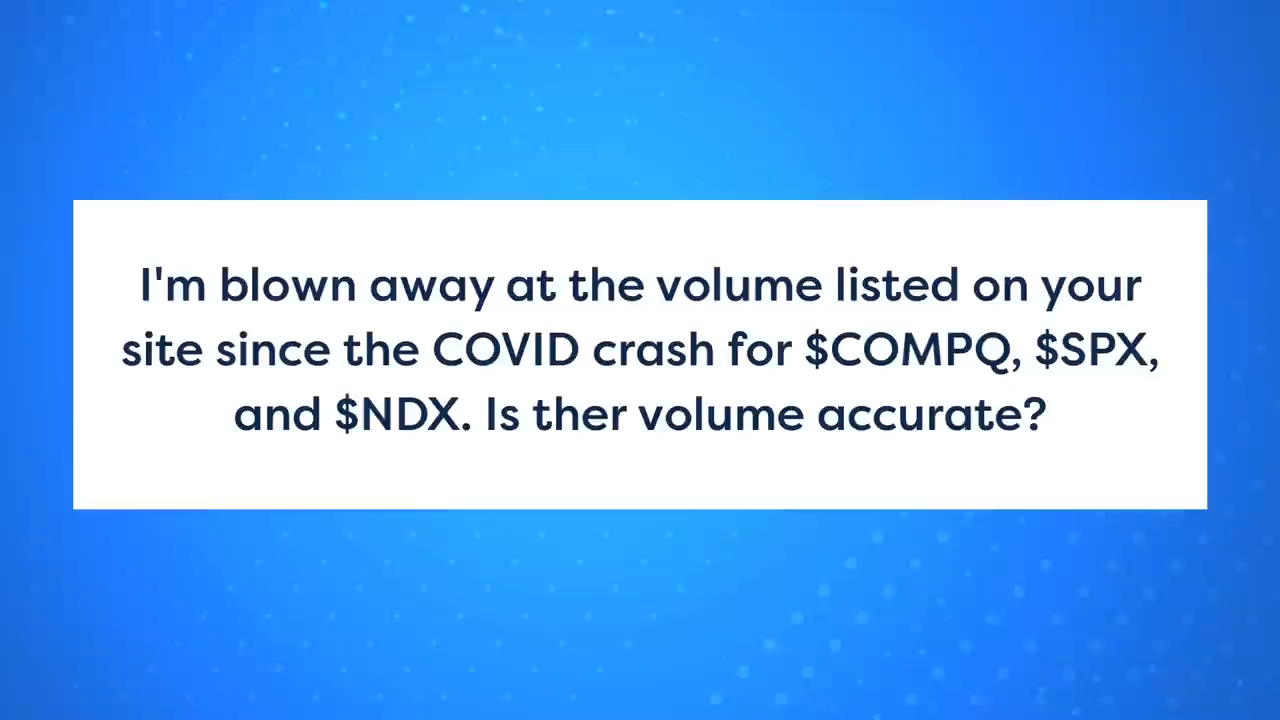 I'm blown away at the volume listed on your
site since the COVID crash for $COMPQ, $SPX,
and $NDX. Is ther volume accurate?